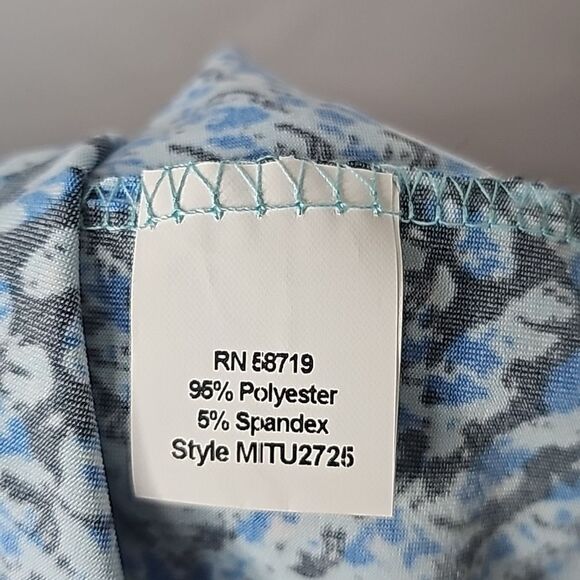 RN 58719
95% Polyester
5% Spandex
Style MITU2725